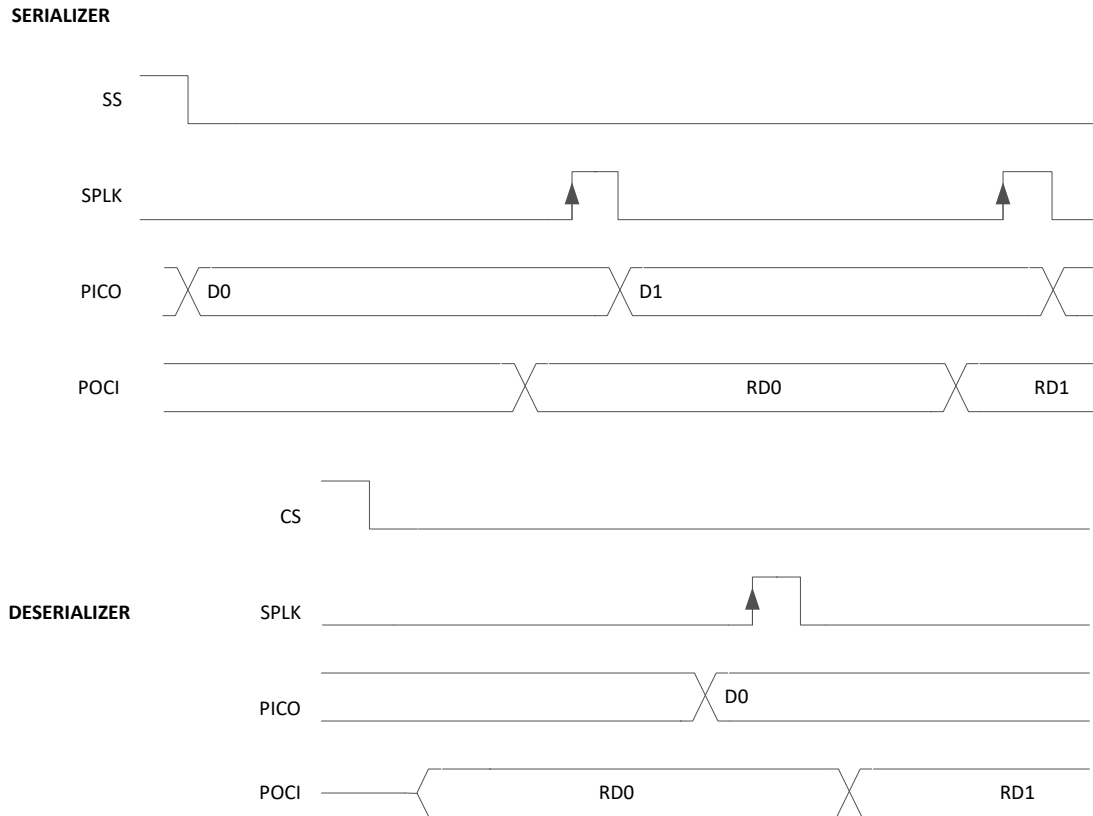 SERIALIZER
SS
SPLK
PICO D0 D1
POCI RD0 RD1
CS
DESERIALIZER SPLK
PICO D0
POCI RD0 RD1